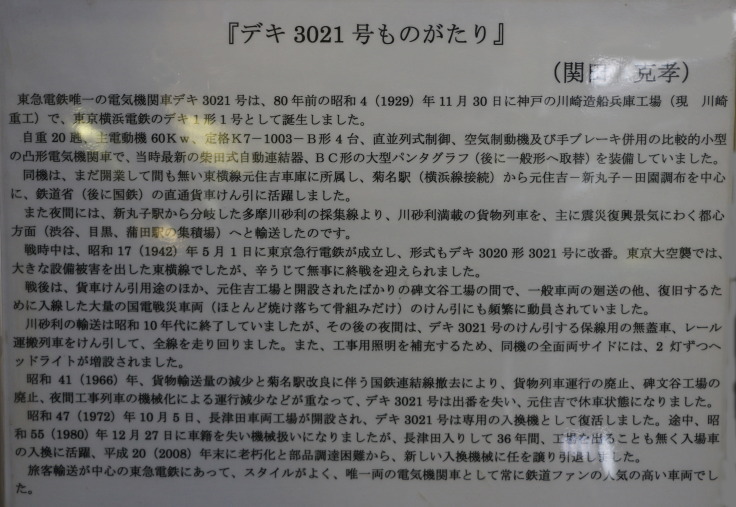 『デキ 3021 号ものがたり』
（関田　克孝）
東急電鉄唯一の電気機関車デキ 3021 号は、80 年前の昭和 4（1929）年 11 月 30 日に神戸の川崎造船兵庫工場（現　川崎
重工）で、東京横浜電鉄のデキ 1 形 1 号として誕生しました。
自重 20 ㌧、主電動機 60Kw、定格K7－1003－B形 4 台、直並列式制御、空気制動機及び手ブレーキ併用の比較的小型
の凸形電気機関車で、当時最新の柴田式自動連結器、BC形の大型パンタグラフ（後に一般形へ取替）を装備していました。
同機は、まだ開業して間も無い東横線元住吉車庫に所属し、菊名駅（横浜線接続）から元住吉－新丸子－田園調布を中心
に、鉄道省（後に国鉄）の直通貨車けん引に活躍しました。
また夜間には、新丸子駅から分岐した多摩川砂利の採集線より、川砂利満載の貨物列車を、主に震災復興景気にわく都心
方面（渋谷、目黒、蒲田駅の集積場）へと輸送したのです。
戦時中は、昭和 17（1942）年 5 月 1 日に東京急行電鉄が成立し、形式もデキ 3020 形 3021 号に改番。東京大空襲では、
大きな設備被害を出した東横線でしたが、辛うじて無事に終戦を迎えられました。
戦後は、貨車けん引用途のほか、元住吉工場と開設されたばかりの碑文谷工場の間で、一般車両の廻送の他、復旧するた
めに入線した大量の国電戦災車両（ほとんど焼け落ちて骨組みだけ）のけん引にも頻繁に動員されていました。
川砂利の輸送は昭和 10 年代に終了していましたが、その後の夜間は、デキ 3021 号のけん引する保線用の無蓋車、レール
運搬列車をけん引して、全線を走り回りました。また、工事用照明を補充するため、同機の全面両サイドには、2 灯ずつヘ
ッドライトが増設されました。
昭和 41（1966）年、貨物輸送量の減少と菊名駅改良に伴う国鉄連結線撤去により、貨物列車運行の廃止、碑文谷工場の
廃止、夜間工事列車の機械化による運行減少などが重なって、デキ 3021 号は出番を失い、元住吉で休車状態になりました。
昭和 47（1972）年 10 月 5 日、長津田車両工場が開設され、デキ 3021 号は専用の入換機として復活しました。途中、昭
和 55（1980）年 12 月 27 日に車籍を失い機械扱いになりましたが、長津田入りして 36 年間、工場を出ることも無く入場車
の入換に活躍、平成 20（2008）年末に老朽化と部品調達困難から、新しい入換機械に任を譲り引退しました。
旅客輸送が中心の東急電鉄にあって、スタイルがよく、唯一両の電気機関車として常に鉄道ファンの人気の高い車両でし
た。